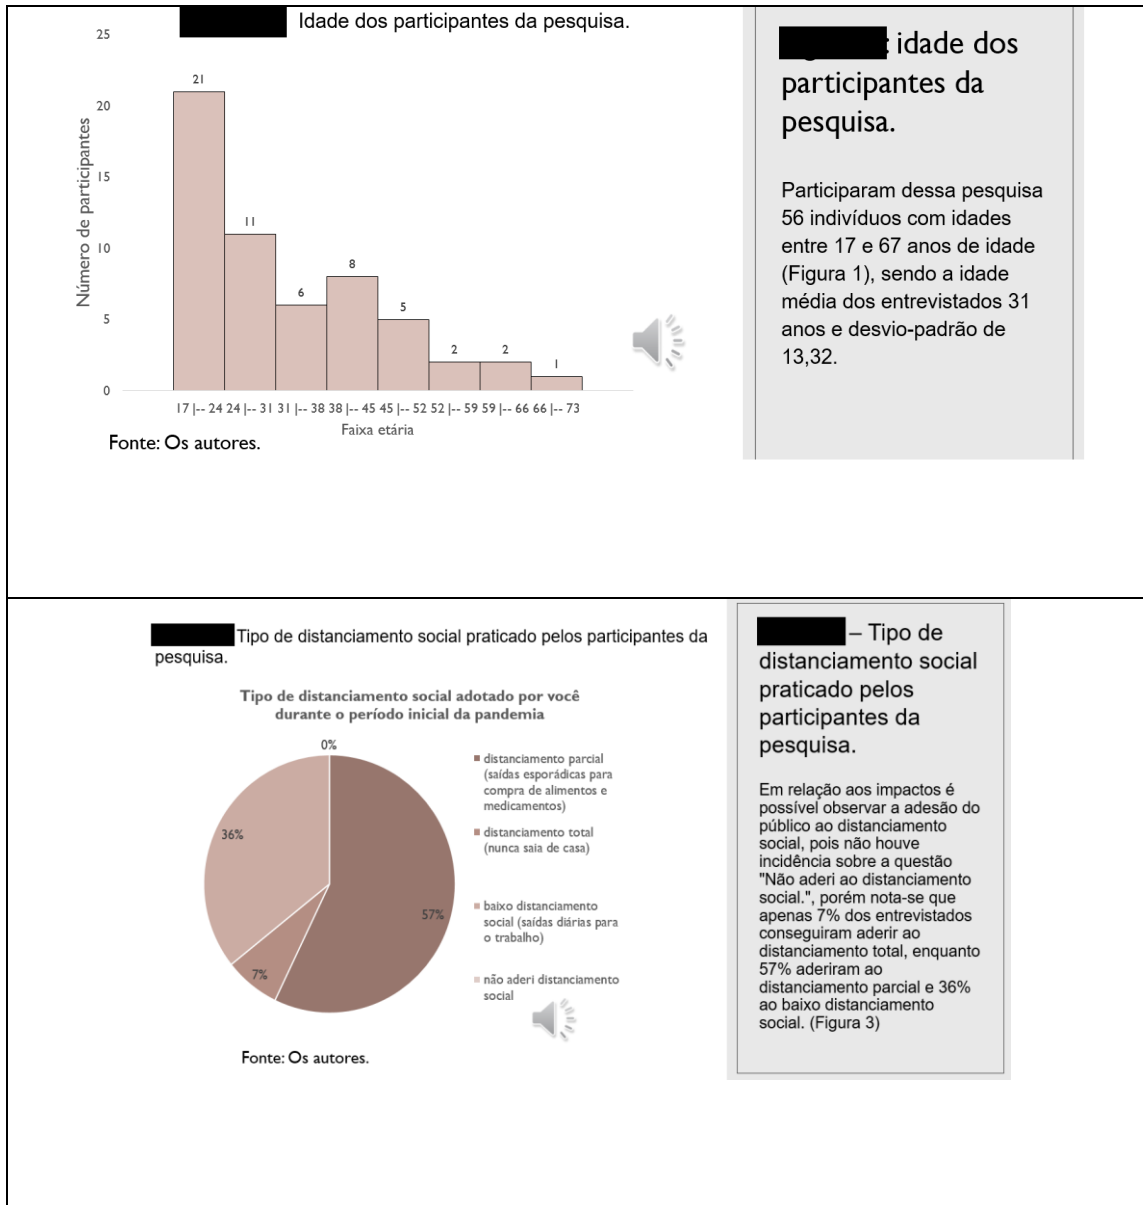 Idade dos participantes da pesquisa.
25
20
15
10
5
0
Número de participantes
21
11
6
8
5
2
2
1
17 |-- 24 24 |-- 31 31 |-- 38 38 |-- 45 45 |-- 52 52 |-- 59 59 |-- 66 66 |-- 73
Faixa etária
Fonte: Os autores.
: idade dos
participantes da
pesquisa.
Participaram dessa pesquisa
56 indivíduos com idades
entre 17 e 67 anos de idade
(Figura 1), sendo a idade
média dos entrevistados 31
anos e desvio-padrão de
13,32.
Tipo de distanciamento social praticado pelos participantes da
pesquisa.
Tipo de distanciamento social adotado por você
durante o período inicial da pandemia
0%
36%
57%
7%
distanciamento parcial
(saídas esporádicas para
compra de alimentos e
medicamentos)
distanciamento total
(nunca saia de casa)
baixo distanciamento
social (saídas diárias para
o trabalho)
não aderi distanciamento
social
Fonte: Os autores.
– Tipo de
distanciamento social
praticado pelos
participantes da
pesquisa.
Em relação aos impactos é
possível observar a adesão do
público ao distanciamento
social, pois não houve
incidência sobre a questão
"Não aderi ao distanciamento
social.", porém nota-se que
apenas 7% dos entrevistados
conseguiram aderir ao
distanciamento total, enquanto
57% aderiram ao
distanciamento parcial e 36%
ao baixo distanciamento
social. (Figura 3)